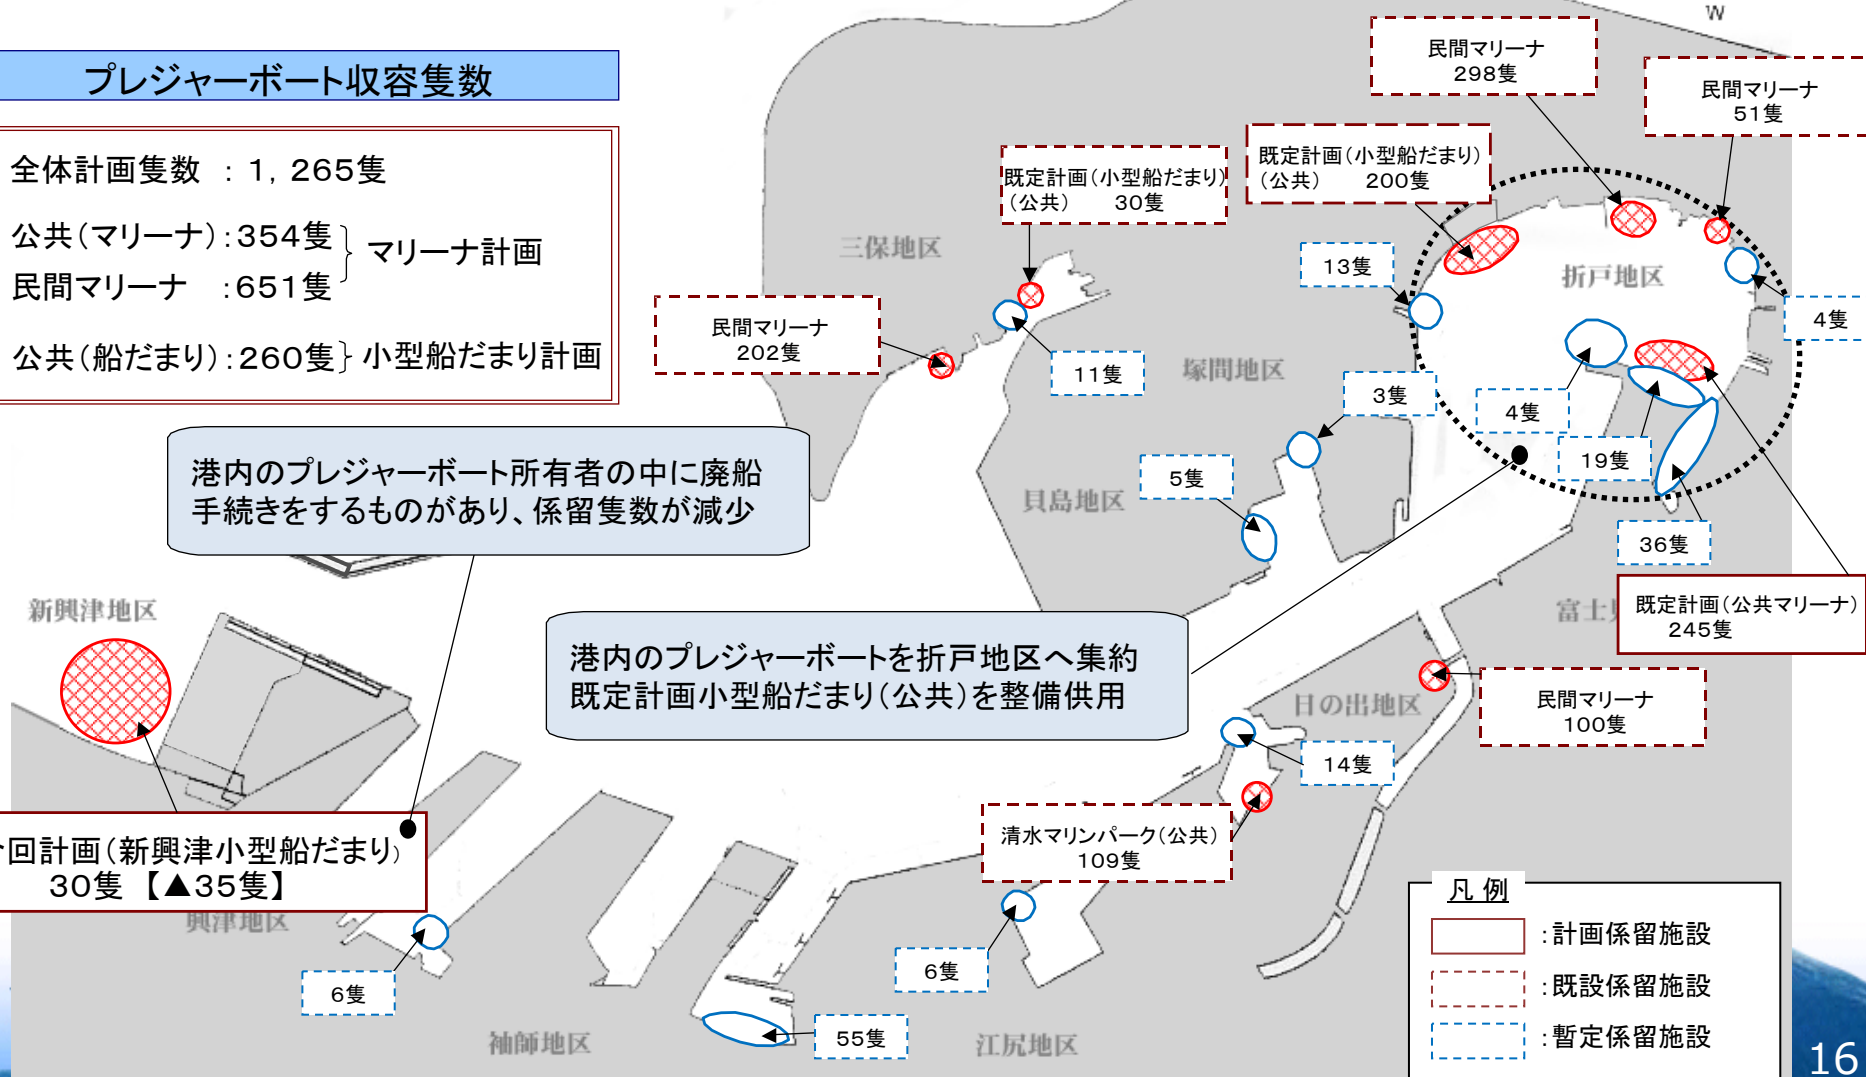 プレジャーボート収容隻数
全体計画隻数 : 1, 265隻
公共(マリーナ):354隻
民間マリーナ :651隻
マリーナ計画
公共(船だまり):260隻 小型船だまり計画
W
民間マリーナ
298隻
民間マリーナ
51隻
既定計画(小型船だまり)
(公共) 200隻
既定計画(小型船だまり)
(公共) 30隻
三保地区
13隻
折戸地区
4隻
民間マリーナ
202隻
11隻
塚間地区
3隻
4隻
19隻
港内のプレジャーボート所有者の中に廃船
手続きをするものがあり、係留隻数が減少
5隻
貝島地区
36隻
新興津地区
富士
既定計画(公共マリーナ)
245隻
港内のプレジャーボートを折戸地区へ集約
既定計画小型船だまり(公共)を整備供用
日の出地区
民間マリーナ
100隻
14隻
回計画(新興津小型船だまり)
30隻 【▲35隻】
清水マリンパーク(公共)
109隻
興津地区
6隻
6隻
袖師地区
55隻
江尻地区
凡 例
:計画係留施設
:既設係留施設
:暫定係留施設
16